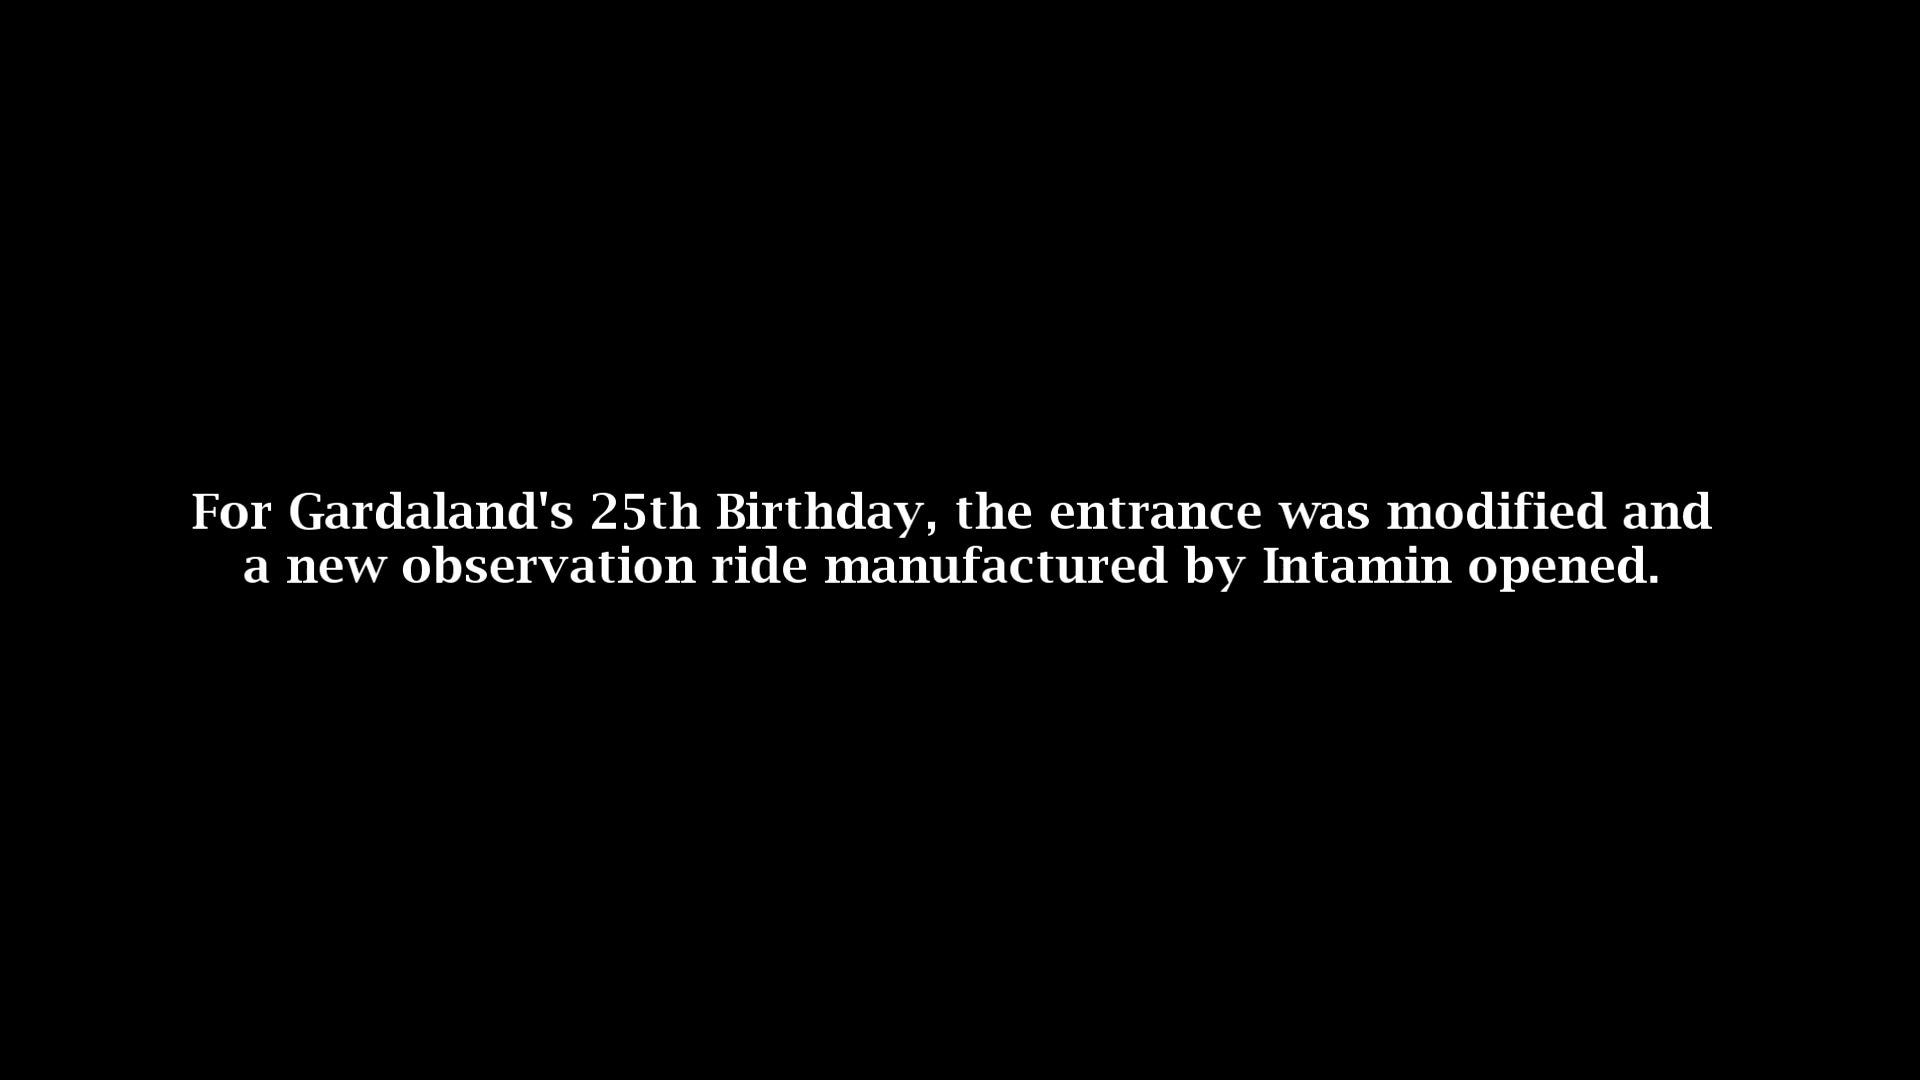 For Gardaland's 25th Birthday, the entrance was modified and
a new observation ride manufactured by Intamin opened.